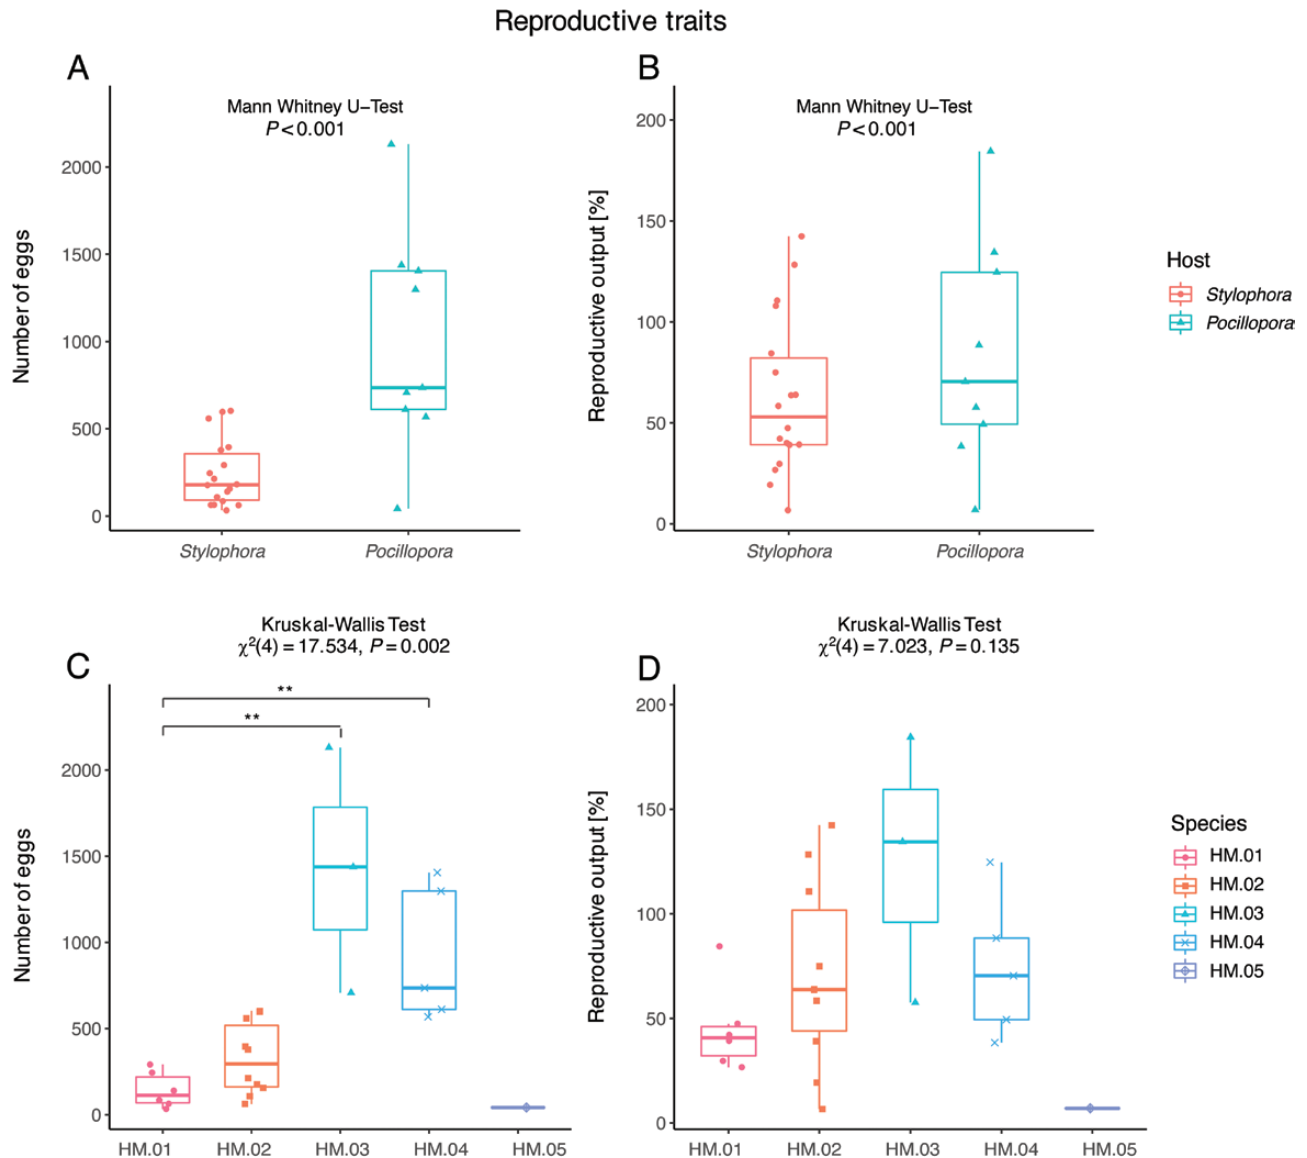 Reproductive traits
A
Mann Whitney U-Test
P < 0.001
Number of eggs
2000
1500
1000
500
0
Stylophora
Pocillopora
B
Mann Whitney U-Test
P < 0.001
Reproductive output [%]
200
150
100
50
0
Stylophora
Pocillopora
Host
Stylophora
Pocillopora
C
Kruskal-Wallis Test
χ²(4) = 17.534, P = 0.002
**
**
Number of eggs
2000
1500
1000
500
0
HM.01
HM.02
HM.03
HM.04
HM.05
D
Kruskal-Wallis Test
χ²(4) = 7.023, P = 0.135
Reproductive output [%]
200
150
100
50
0
HM.01
HM.02
HM.03
HM.04
HM.05
Species
HM.01
HM.02
HM.03
HM.04
HM.05